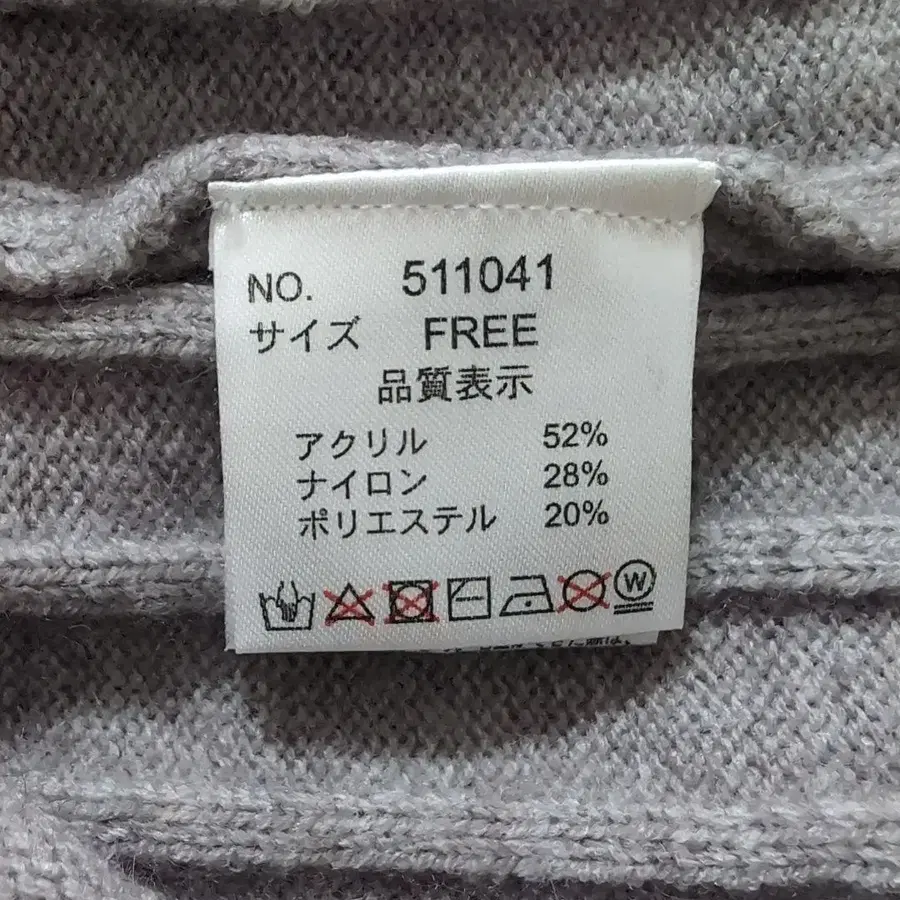 NO. 511041
サイズ FREE
品質表示
アクリル 52%
ナイロン 28%
ポリエステル 20%
W